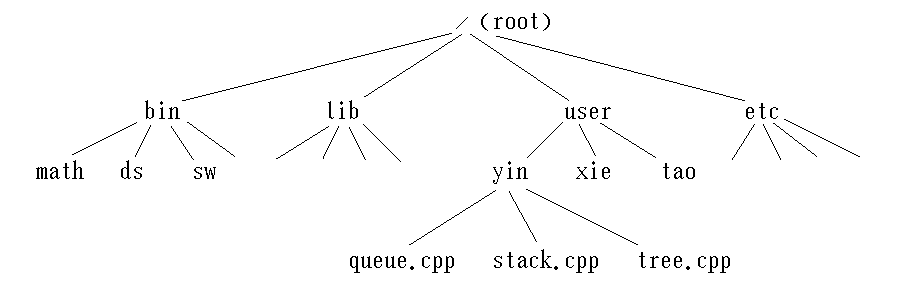 / (root)
bin lib user etc
math ds sw yin xie tao
queue.cpp stack.cpp tree.cpp